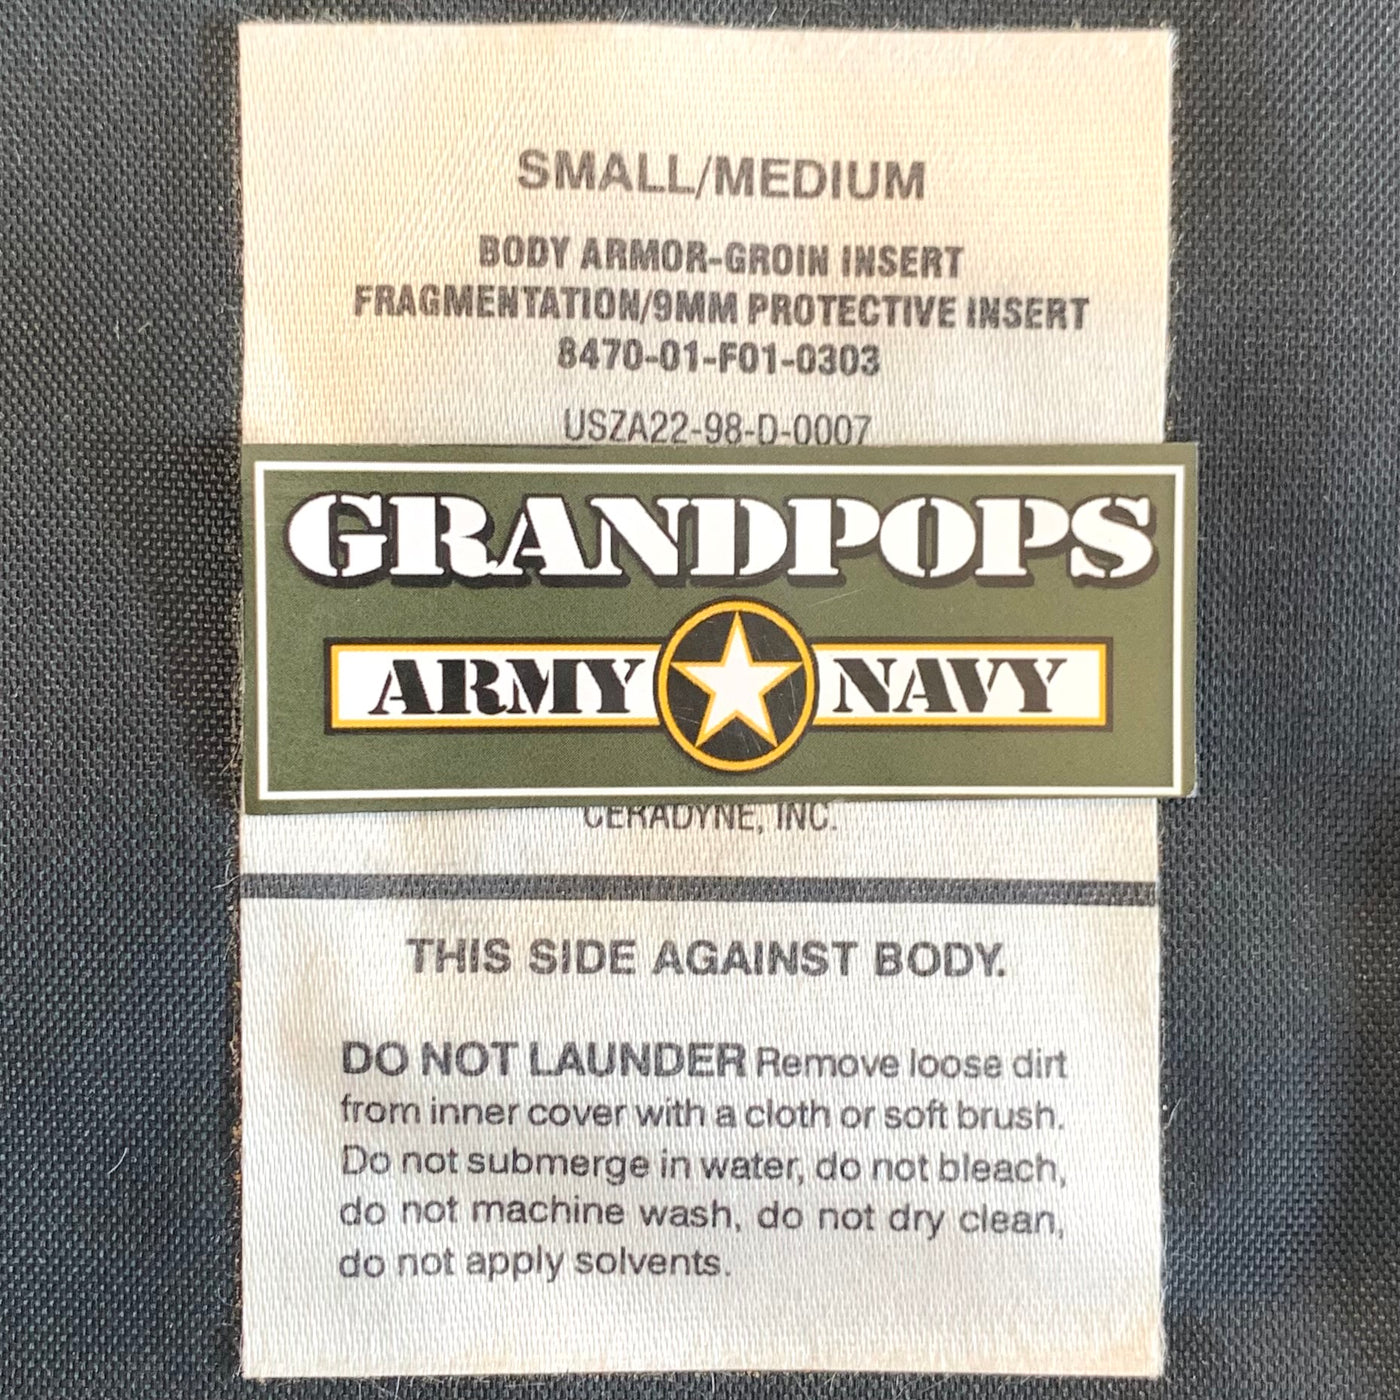 SMALL/MEDIUM
BODY ARMOR-GROIN INSERT
FRAGMENTATION/9MM PROTECTIVE INSERT
8470-01-F01-0303
USZA22-98-D-0007
GRANDPOPS
ARMY NAVY
CERADYNE, INC.
THIS SIDE AGAINST BODY.
DO NOT LAUNDER Remove loose dirt
from inner cover with a cloth or soft brush.
Do not submerge in water, do not bleach,
do not machine wash, do not dry clean,
do not apply solvents.